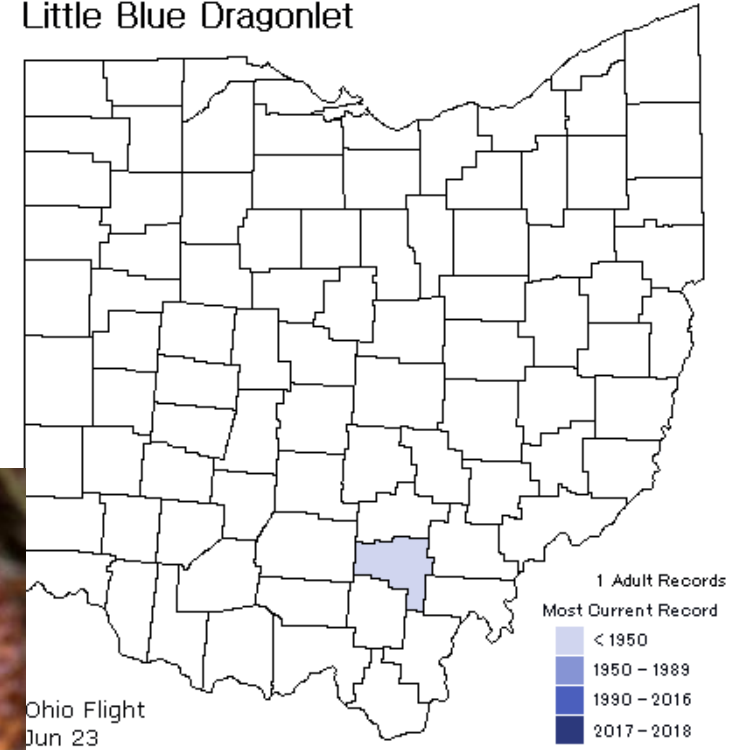 Little Blue Dragonlet
1 Adult Records
Most Current Record
<1950
1950 - 1989
1990 - 2016
2017 - 2018
Ohio Flight
Jun 23